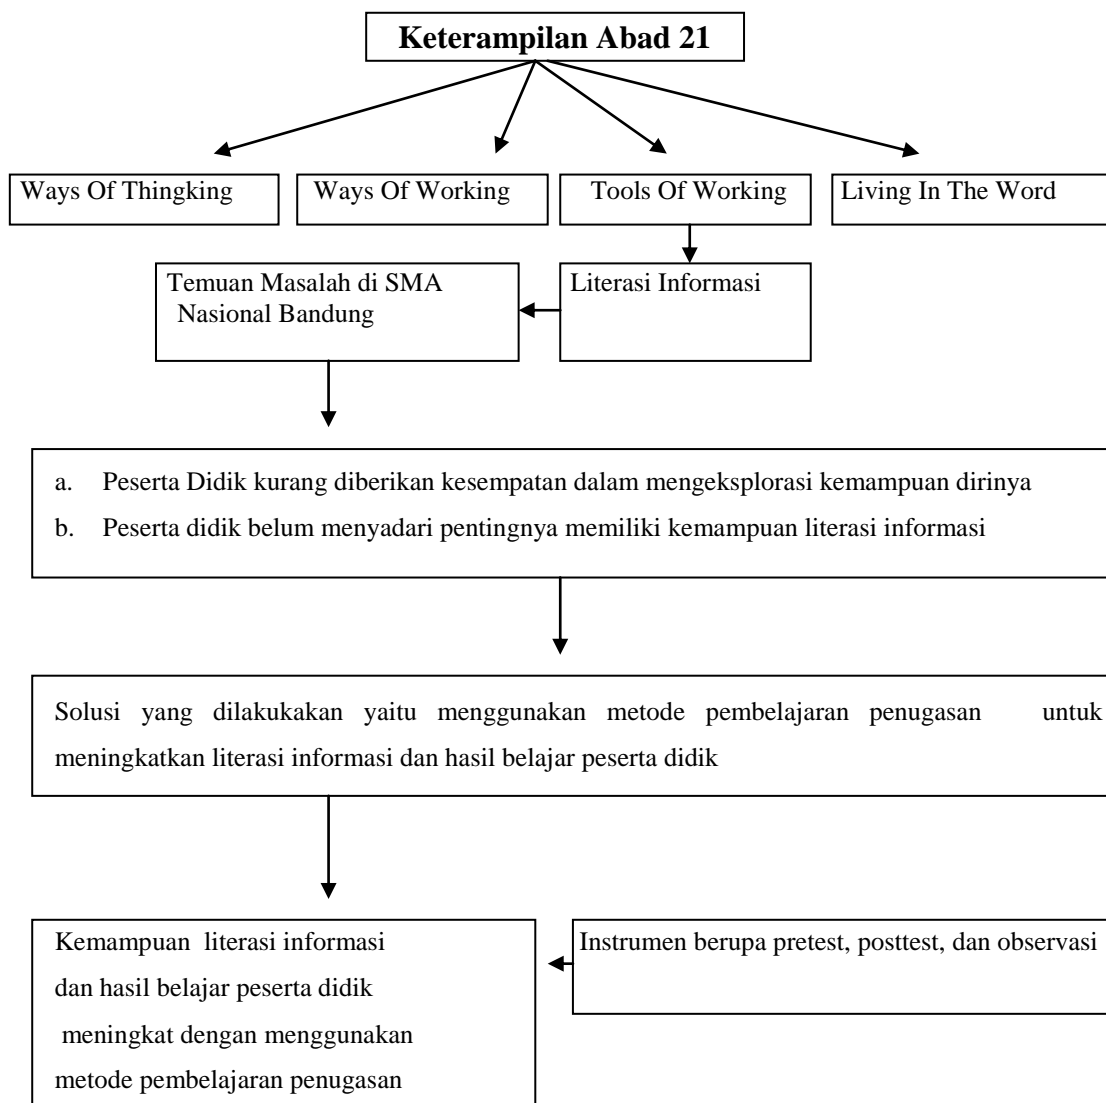 Keterampilan Abad 21
Ways Of Thingking
Ways Of Working
Tools Of Working
Living In The Word
Temuan Masalah di SMA
Nasional Bandung
Literasi Informasi
a. Peserta Didik kurang diberikan kesempatan dalam mengeksplorasi kemampuan dirinya
b. Peserta didik belum menyadari pentingnya memiliki kemampuan literasi informasi
Solusi yang dilakukakan yaitu menggunakan metode pembelajaran penugasan untuk
meningkatkan literasi informasi dan hasil belajar peserta didik
Kemampuan literasi informasi
dan hasil belajar peserta didik
meningkat dengan menggunakan
metode pembelajaran penugasan
Instrumen berupa pretest, posttest, dan observasi